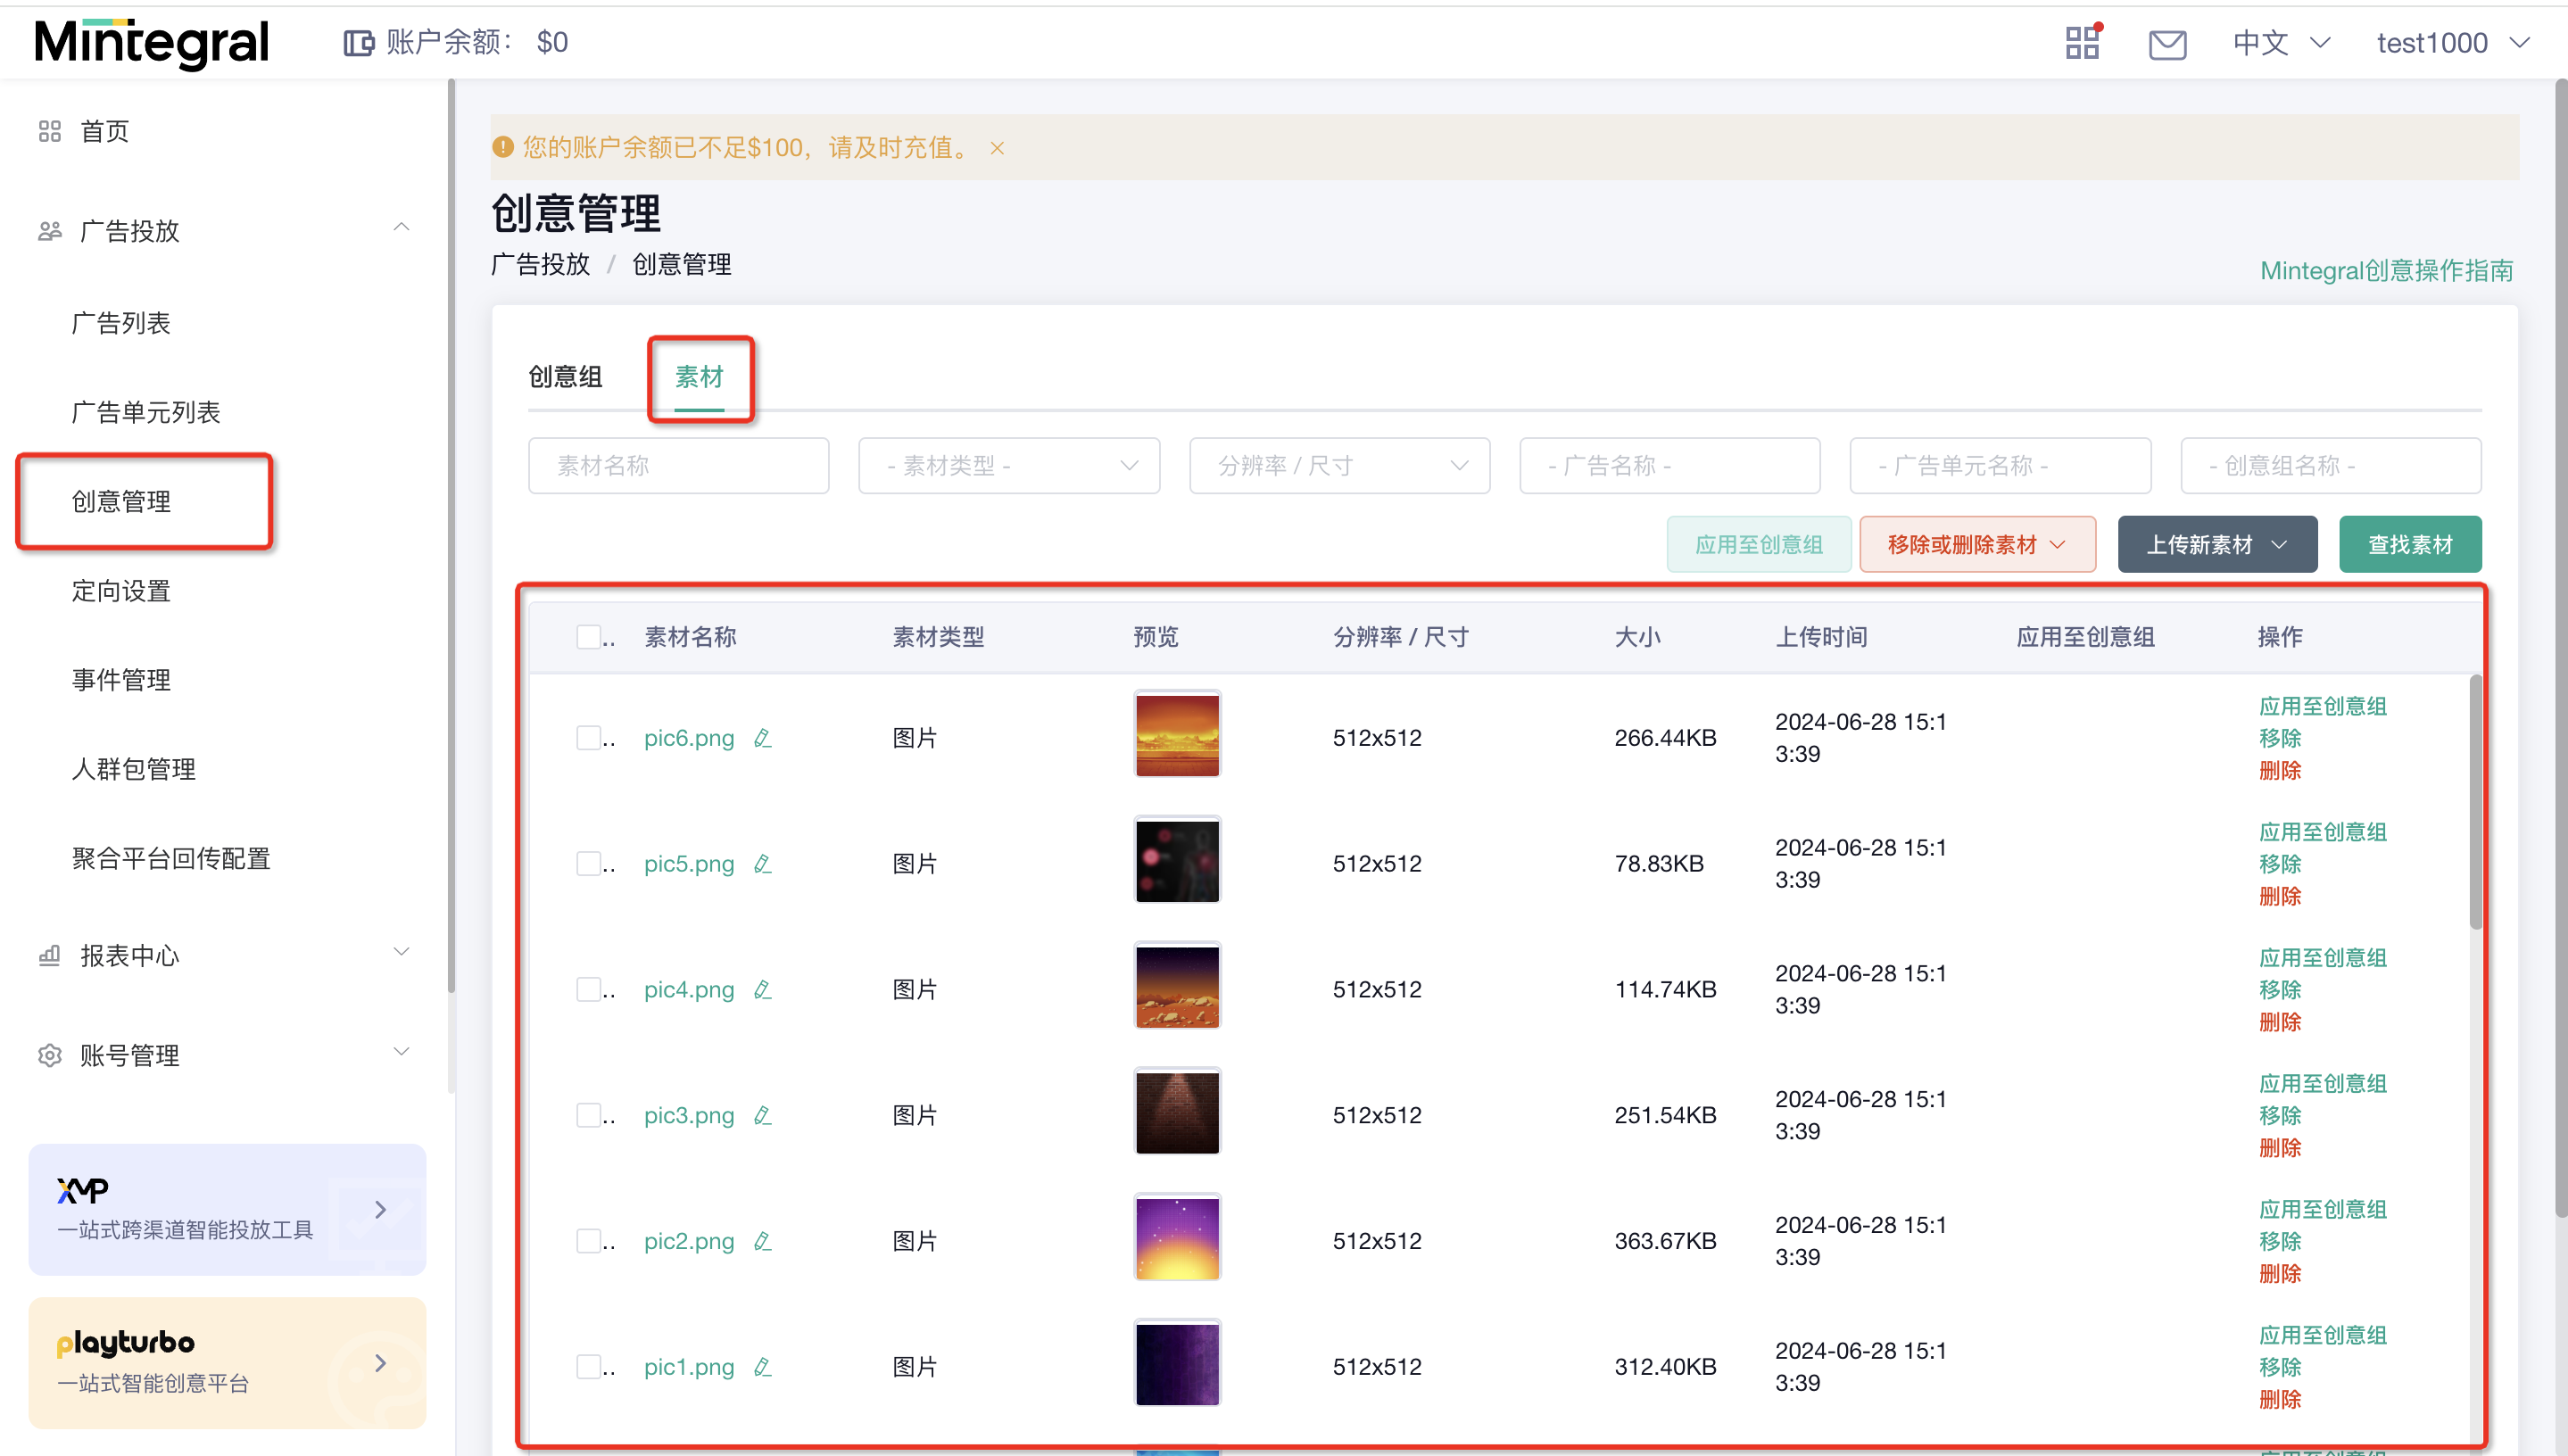 Mintegral
账户余额： $0
中文
test1000
首页
广告投放
广告列表
广告单元列表
创意管理
定向设置
事件管理
人群包管理
聚合平台回传配置
报表中心
账号管理
XMP
一站式跨渠道智能投放工具
playturbo
一站式智能创意平台
您的账户余额已不足$100，请及时充值。
创意管理
广告投放 / 创意管理
Mintegral创意操作指南
创意组 素材
素材名称 - 素材类型 - 分辨率 / 尺寸 - 广告名称 - - 广告单元名称 - - 创意组名称 -
应用至创意组 移除或删除素材 上传新素材 查找素材
.. 素材名称 素材类型 预览 分辨率 / 尺寸 大小 上传时间 应用至创意组 操作
.. pic6.png 图片 512x512 266.44KB 2024-06-28 15:1
3:39
应用至创意组
移除
删除
.. pic5.png 图片 512x512 78.83KB 2024-06-28 15:1
3:39
应用至创意组
移除
删除
.. pic4.png 图片 512x512 114.74KB 2024-06-28 15:1
3:39
应用至创意组
移除
删除
.. pic3.png 图片 512x512 251.54KB 2024-06-28 15:1
3:39
应用至创意组
移除
删除
.. pic2.png 图片 512x512 363.67KB 2024-06-28 15:1
3:39
应用至创意组
移除
删除
.. pic1.png 图片 512x512 312.40KB 2024-06-28 15:1
3:39
应用至创意组
移除
删除